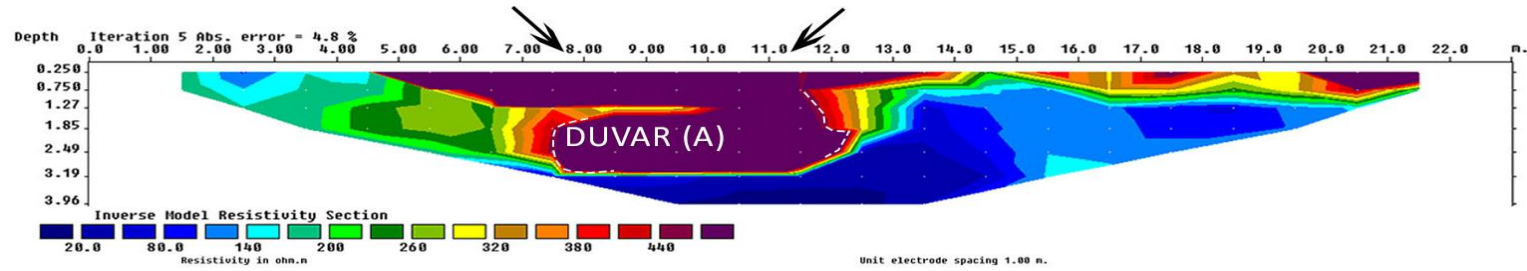 Depth Iteration 5 Abs. error = 4.8 %
0.0 1.00 2.00 3.00 4.00 5.00 6.00 7.00 8.00 9.00 10.0 11.0 12.0 13.0 14.0 15.0 16.0 17.0 18.0 19.0 20.0 21.0 22.0 m.
0.250
0.750
1.27
1.85
DUVAR (A)
2.49
3.19
3.96
Inverse Model Resistivity Section
20.0 80.0 140 200 260 320 380 440
Resistivity in ohm.m Unit electrode spacing 1.00 m.